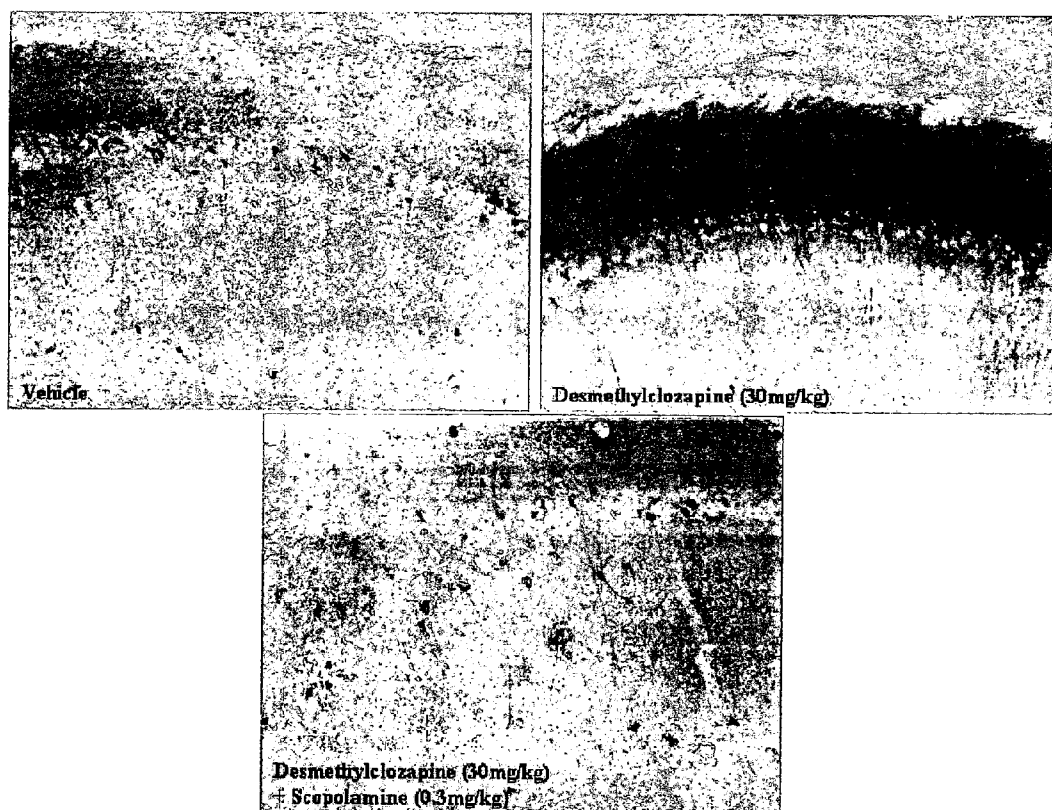 Vehicle
Desmethylclozapine (30mg/kg)
Desmethylclozapine (30mg/kg)
+ Scopolamine (0.3mg/kg)